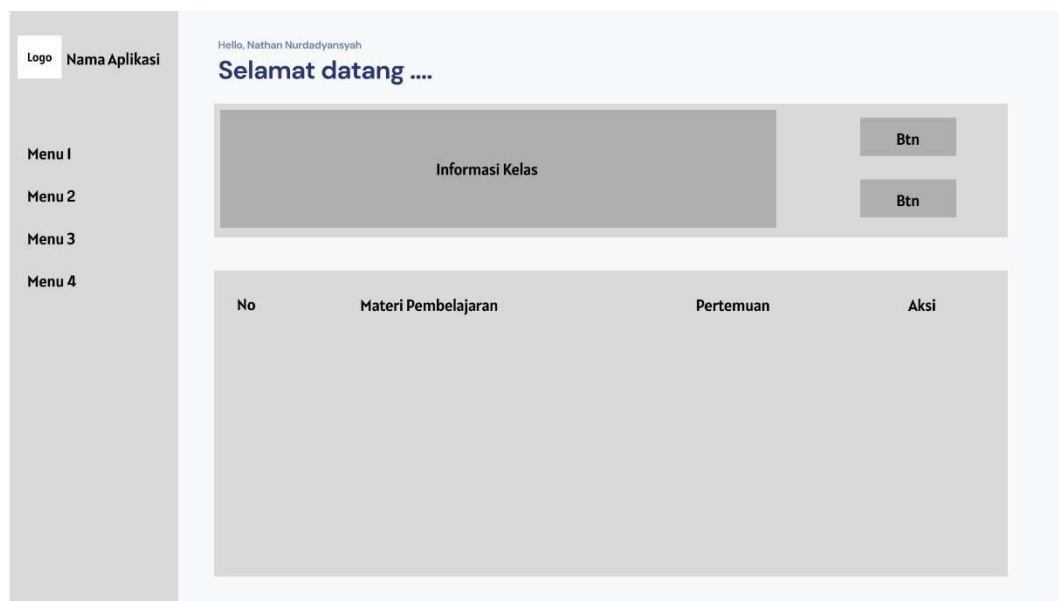 Logo Nama Aplikasi
Menu 1
Menu 2
Menu 3
Menu 4
Hello, Nathan Nurdadyansyah
Selamat datang ....
Informasi Kelas
Btn
Btn
No Materi Pembelajaran Pertemuan Aksi